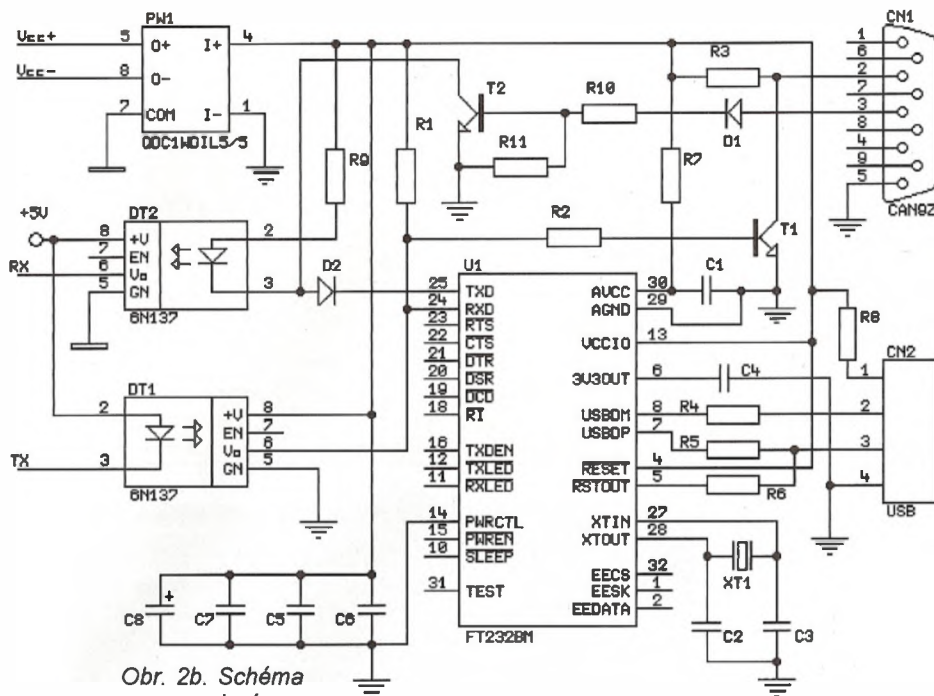 PW1
Vcc+
5
O+
I+
4
Vcc-
8
O-
7
COM
I-
1
QDC1WDIL5/5
R9
R1
T2
R10
R11
D1
R3
R7
CN1
1
6
2
7
3
8
4
9
5
CAN9Z
+5V
DT2
8
+V
7
EN
RX
6
Vo
5
GN
2
3
6N137
D2
R2
T1
DT1
2
TX
3
+V
8
EN
7
Vo
6
GN
5
6N137
U1
25
TXD
24
RXD
23
RTS
22
CTS
21
DTR
20
DSR
19
DCD
18
RI
16
TXDEN
12
TXLED
11
RXLED
14
PWRCTL
15
PWREN
10
SLEEP
31
TEST
AVCC
30
AGND
29
VCCIO
13
3V3OUT
6
USBDM
8
USBDP
7
RESET
4
RSTOUT
5
XTIN
27
XTOUT
28
EECS
32
EESK
1
EEDATA
2
FT232BM
C1
C4
R4
R5
R6
R8
CN2
1
2
3
4
USB
XT1
C2
C3
C8
+
C7
C5
C6
Obr. 2b. Schéma